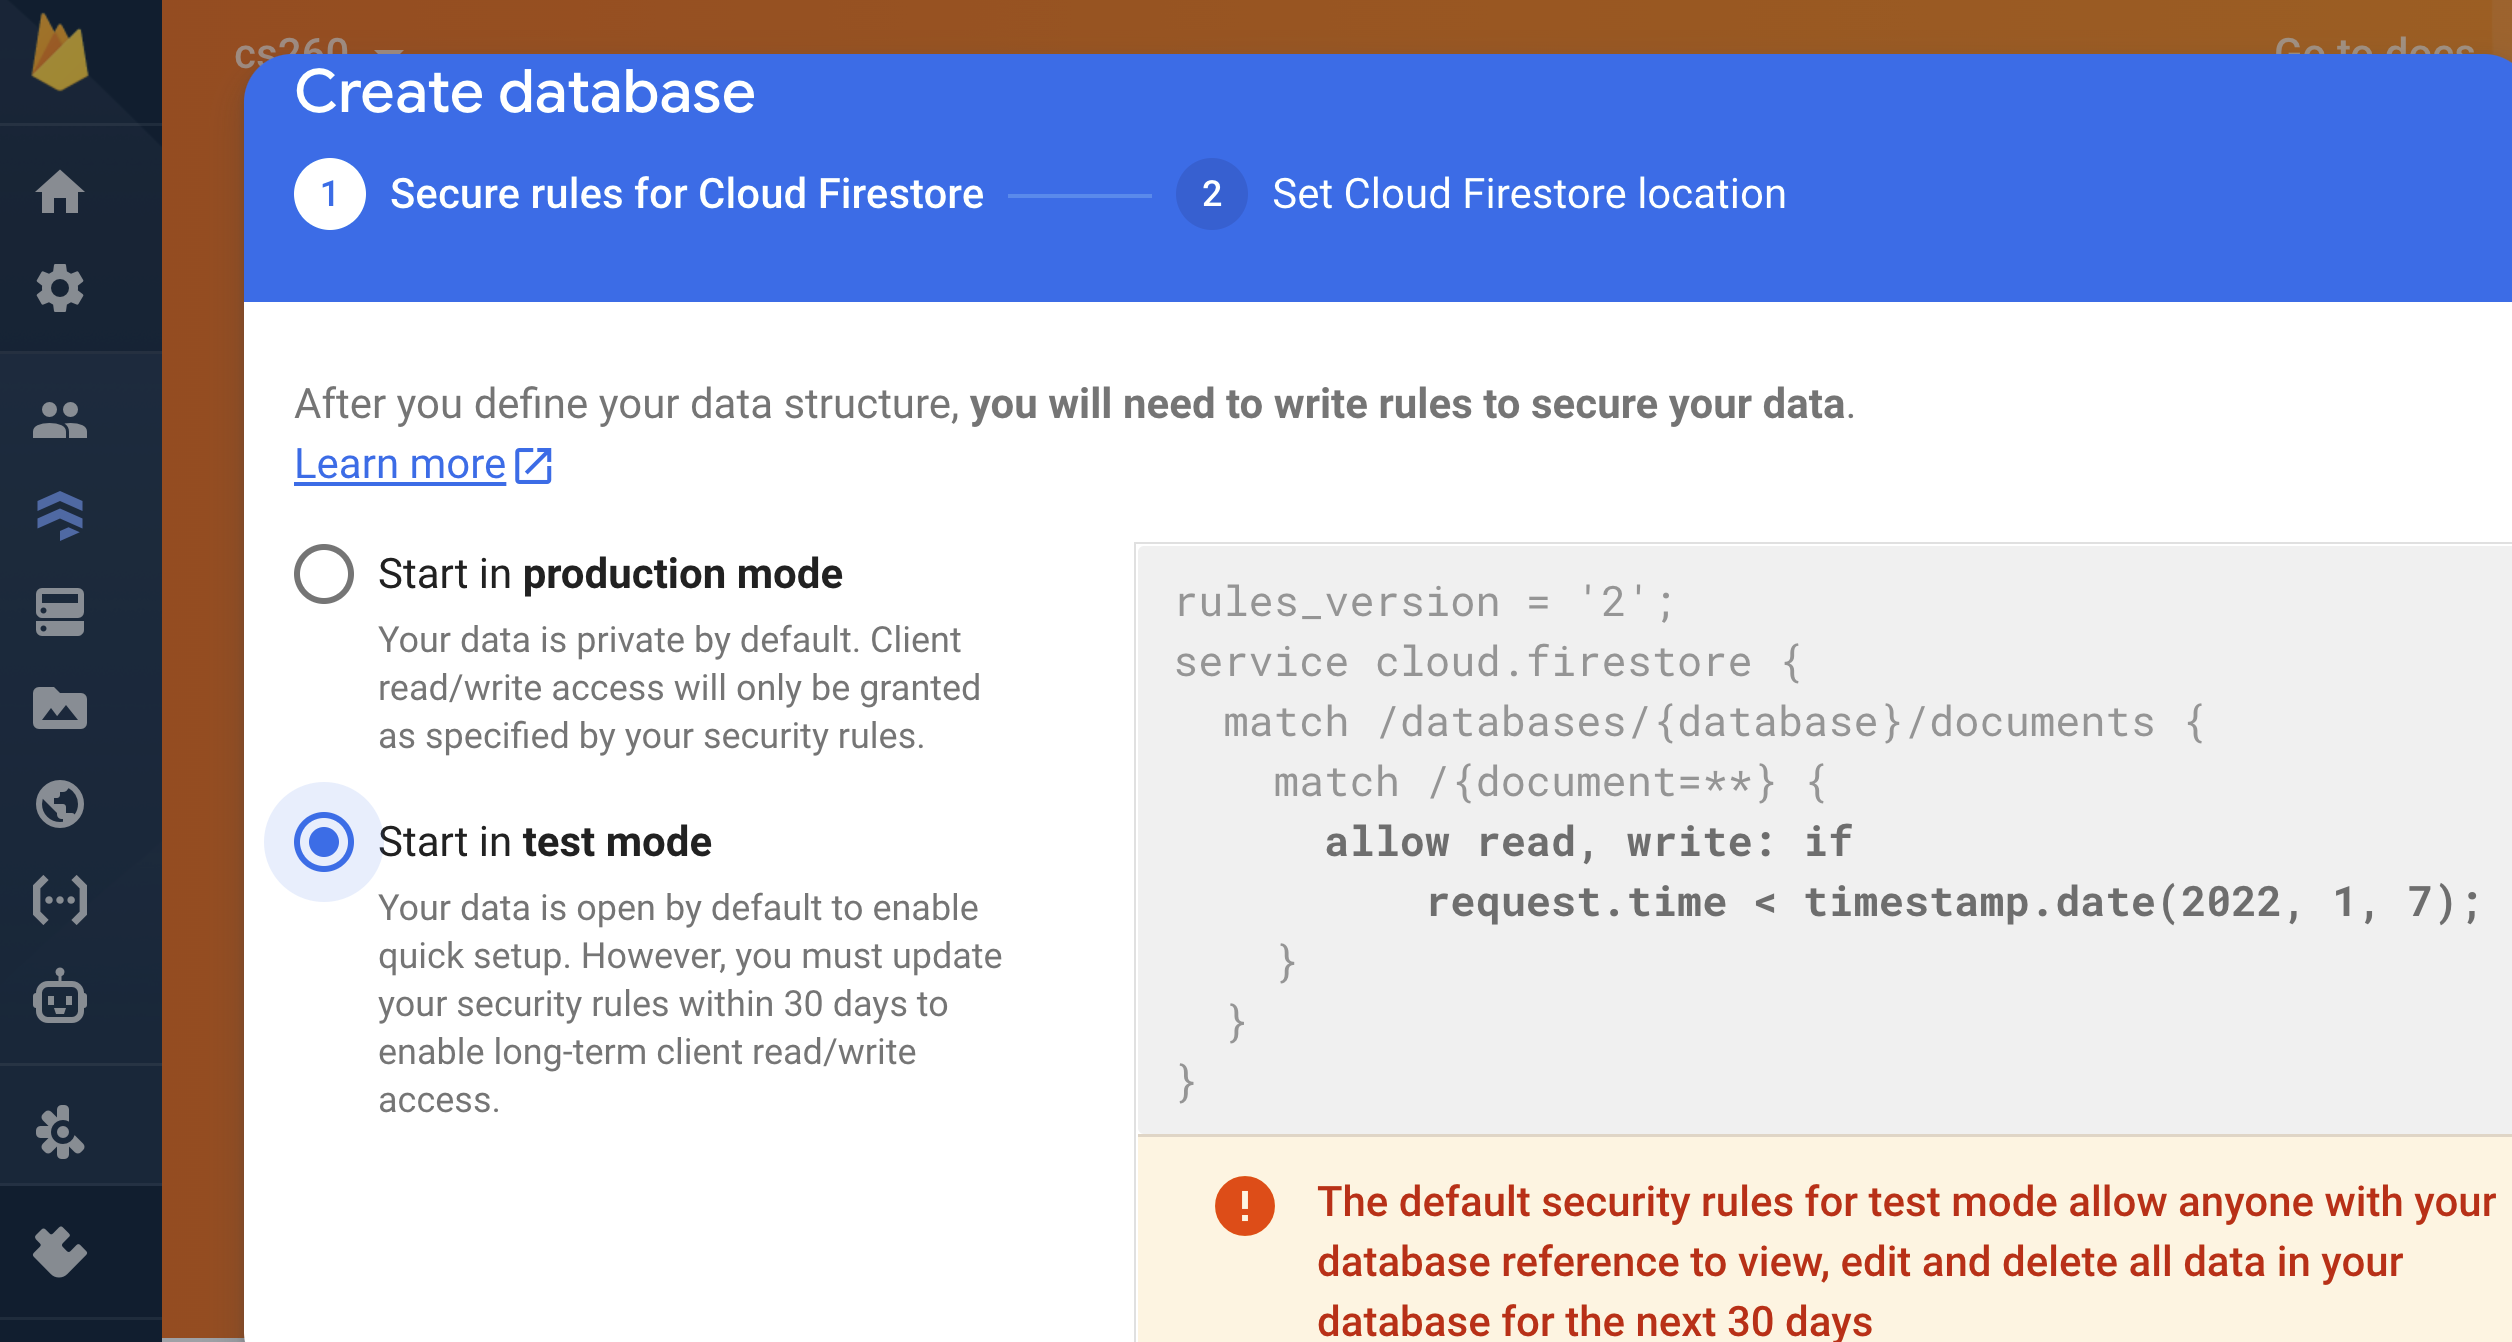 cs260
Go to docs
Create database
1 Secure rules for Cloud Firestore 2 Set Cloud Firestore location
After you define your data structure, you will need to write rules to secure your data.
Learn more
Start in production mode
Your data is private by default. Client
read/write access will only be granted
as specified by your security rules.
Start in test mode
Your data is open by default to enable
quick setup. However, you must update
your security rules within 30 days to
enable long-term client read/write
access.
rules_version = '2';
service cloud.firestore {
  match /databases/{database}/documents {
    match /{document=**} {
      allow read, write: if
          request.time < timestamp.date(2022, 1, 7);
    }
  }
}
The default security rules for test mode allow anyone with your
database reference to view, edit and delete all data in your
database for the next 30 days